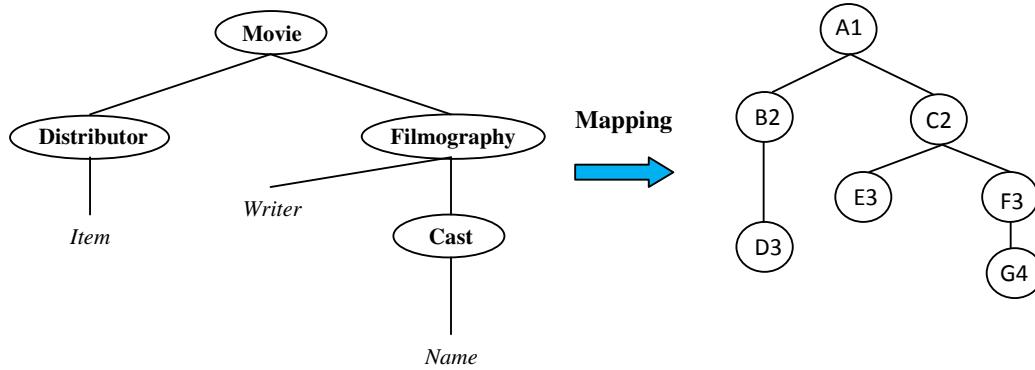 Movie
Distributor
Filmography
Item
Writer
Cast
Name
Mapping
A1
B2
C2
E3
F3
D3
G4